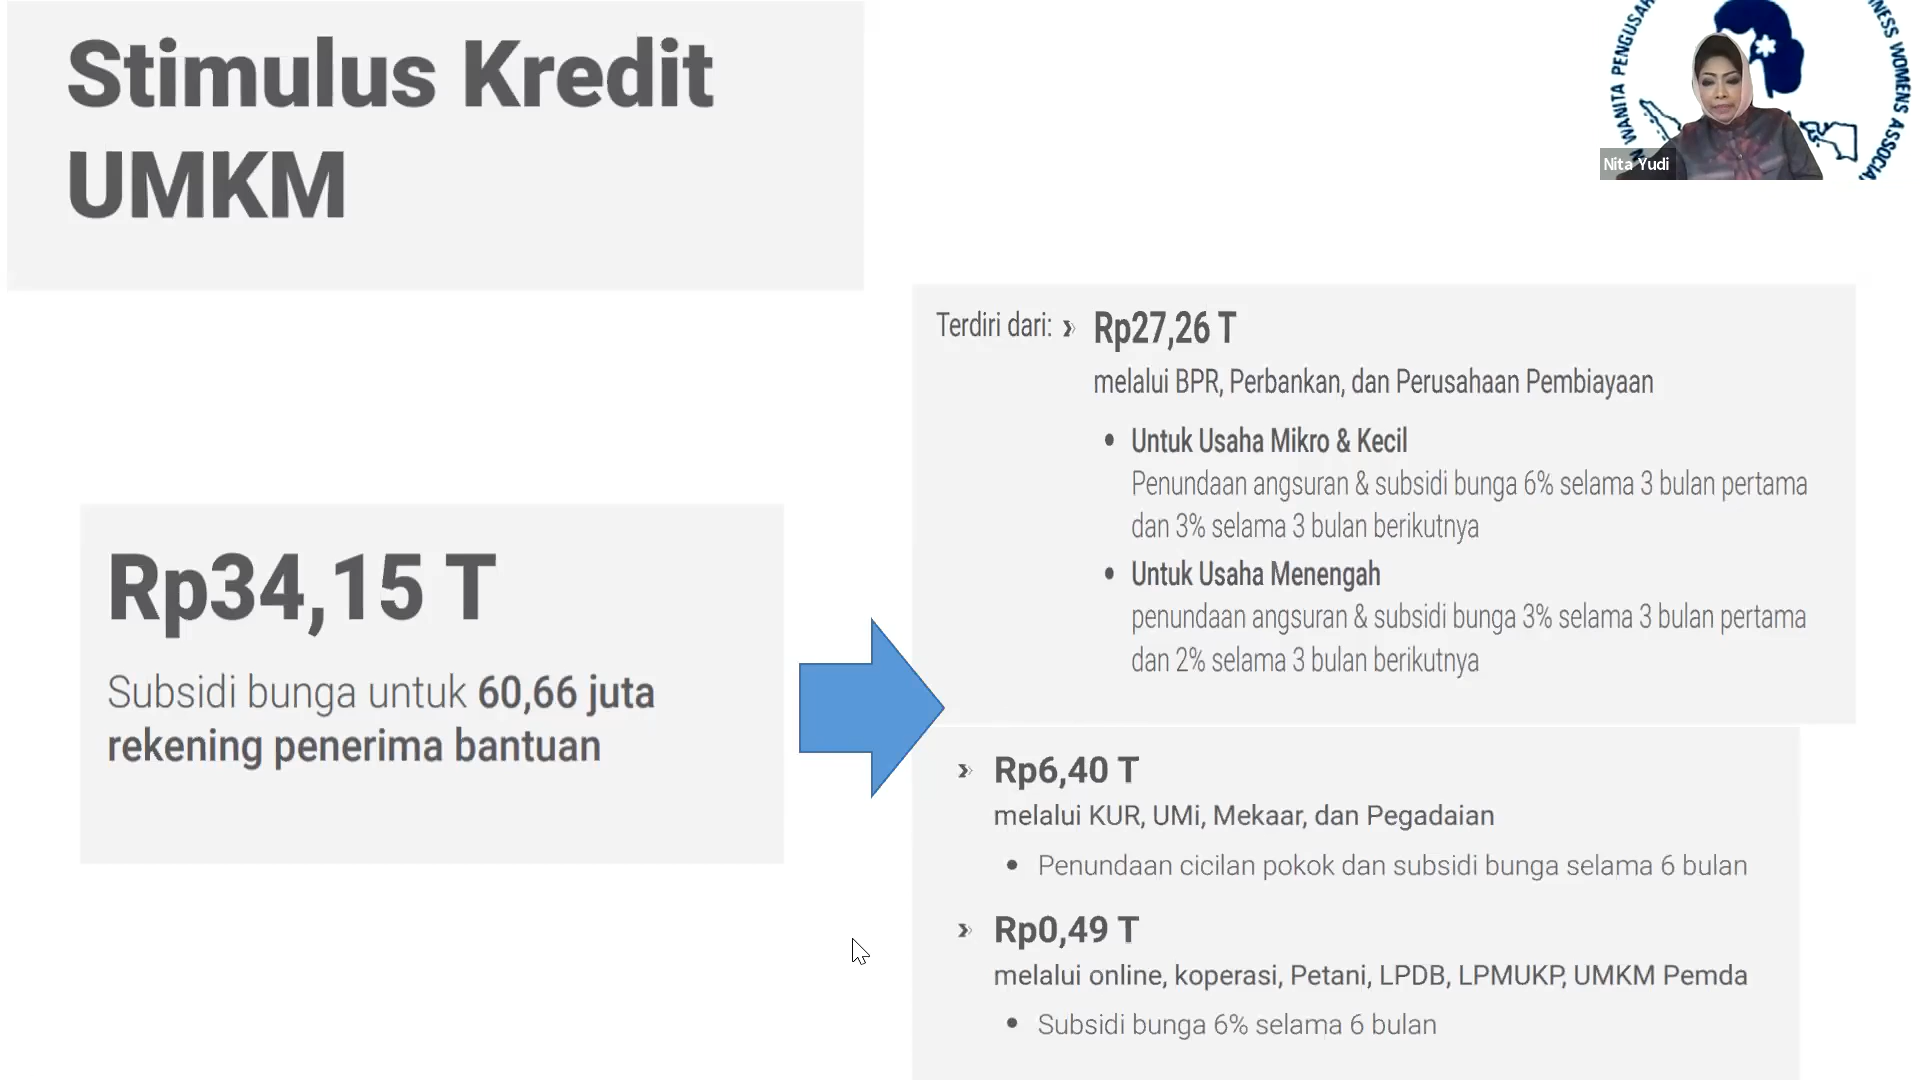 Stimulus Kredit
UMKM
WANITA PENGUSAH
NESS WOMENS ASSOCIA
Nita Yudi
Rp34,15 T
Subsidi bunga untuk 60,66 juta
rekening penerima bantuan
Terdiri dari: » Rp27,26 T
melalui BPR, Perbankan, dan Perusahaan Pembiayaan
• Untuk Usaha Mikro & Kecil
Penundaan angsuran & subsidi bunga 6% selama 3 bulan pertama
dan 3% selama 3 bulan berikutnya
• Untuk Usaha Menengah
penundaan angsuran & subsidi bunga 3% selama 3 bulan pertama
dan 2% selama 3 bulan berikutnya
» Rp6,40 T
melalui KUR, UMi, Mekaar, dan Pegadaian
• Penundaan cicilan pokok dan subsidi bunga selama 6 bulan
» Rp0,49 T
melalui online, koperasi, Petani, LPDB, LPMUKP, UMKM Pemda
• Subsidi bunga 6% selama 6 bulan